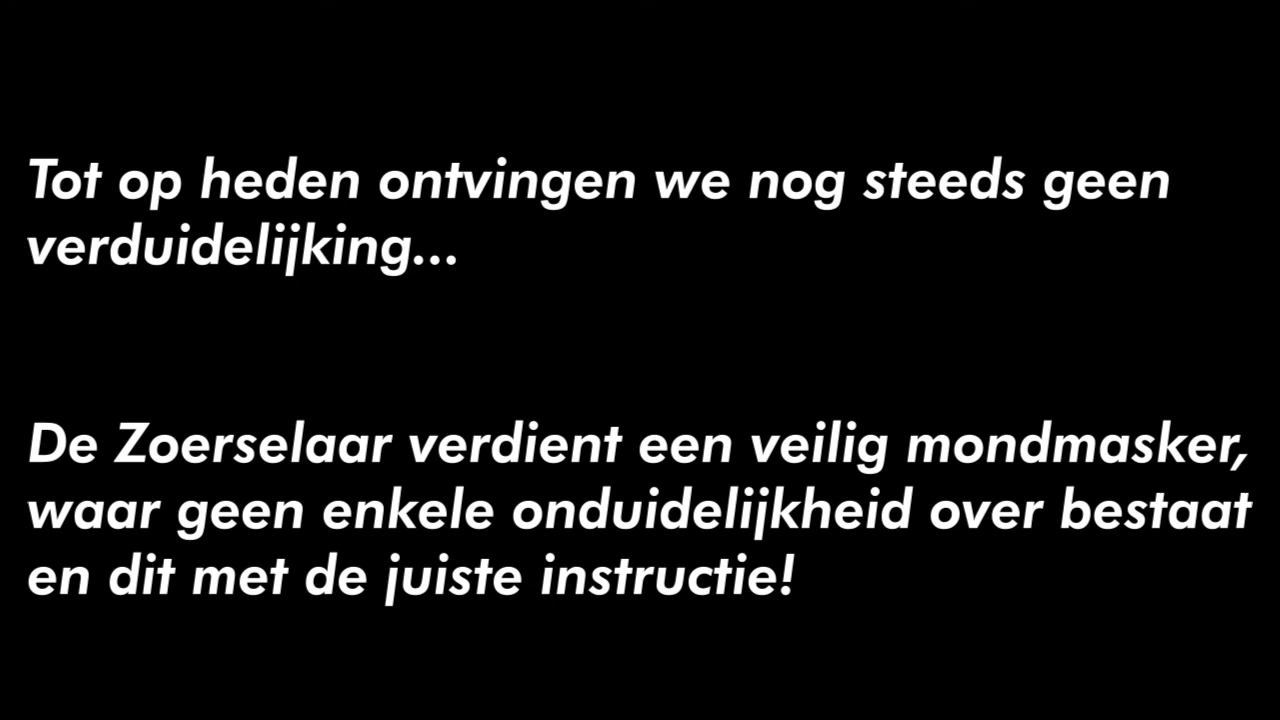 Tot op heden ontvingen we nog steeds geen
verduidelijking...
De Zoerselaar verdient een veilig mondmasker,
waar geen enkele onduidelijkheid over bestaat
en dit met de juiste instructie!